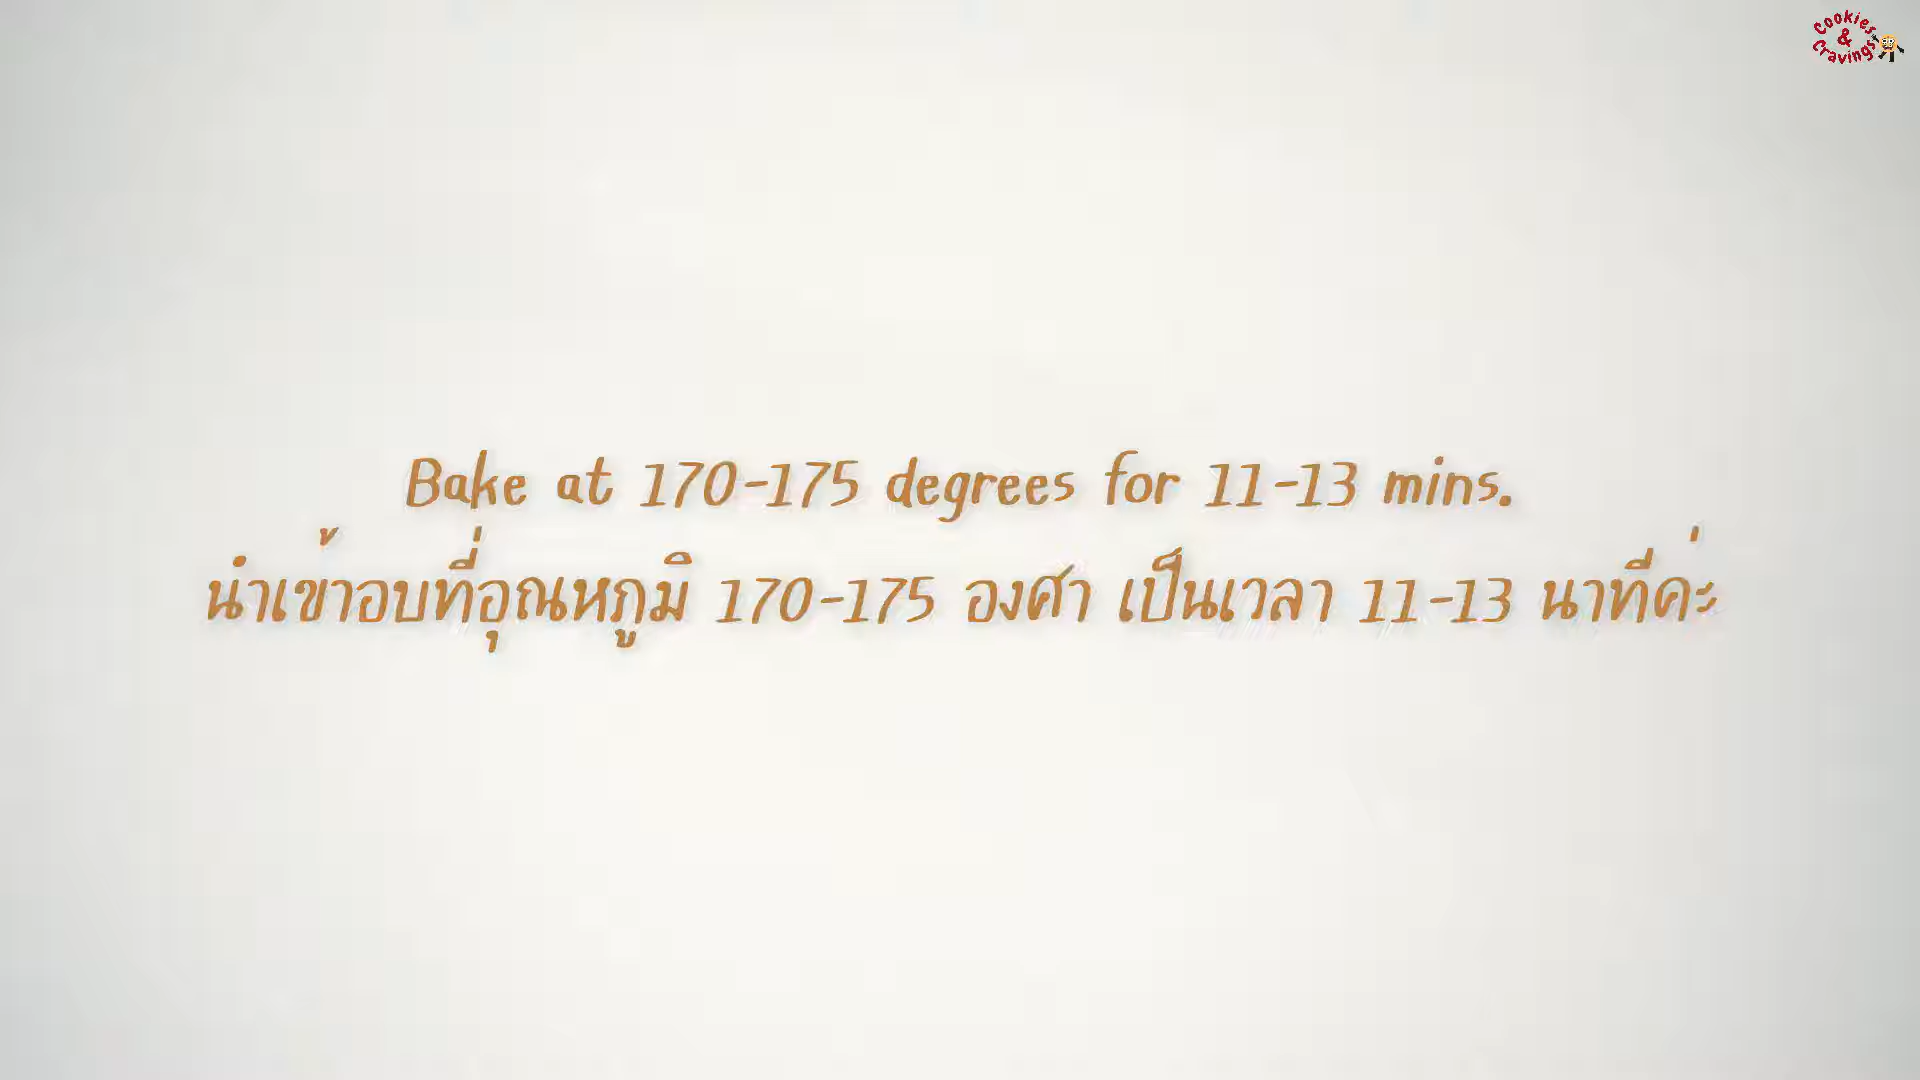 Cookies
&
Cravings
Bake at 170-175 degrees for 11-13 mins.
นำเข้าอบที่อุณหภูมิ 170-175 องศา เป็นเวลา 11-13 นาทีค่ะ